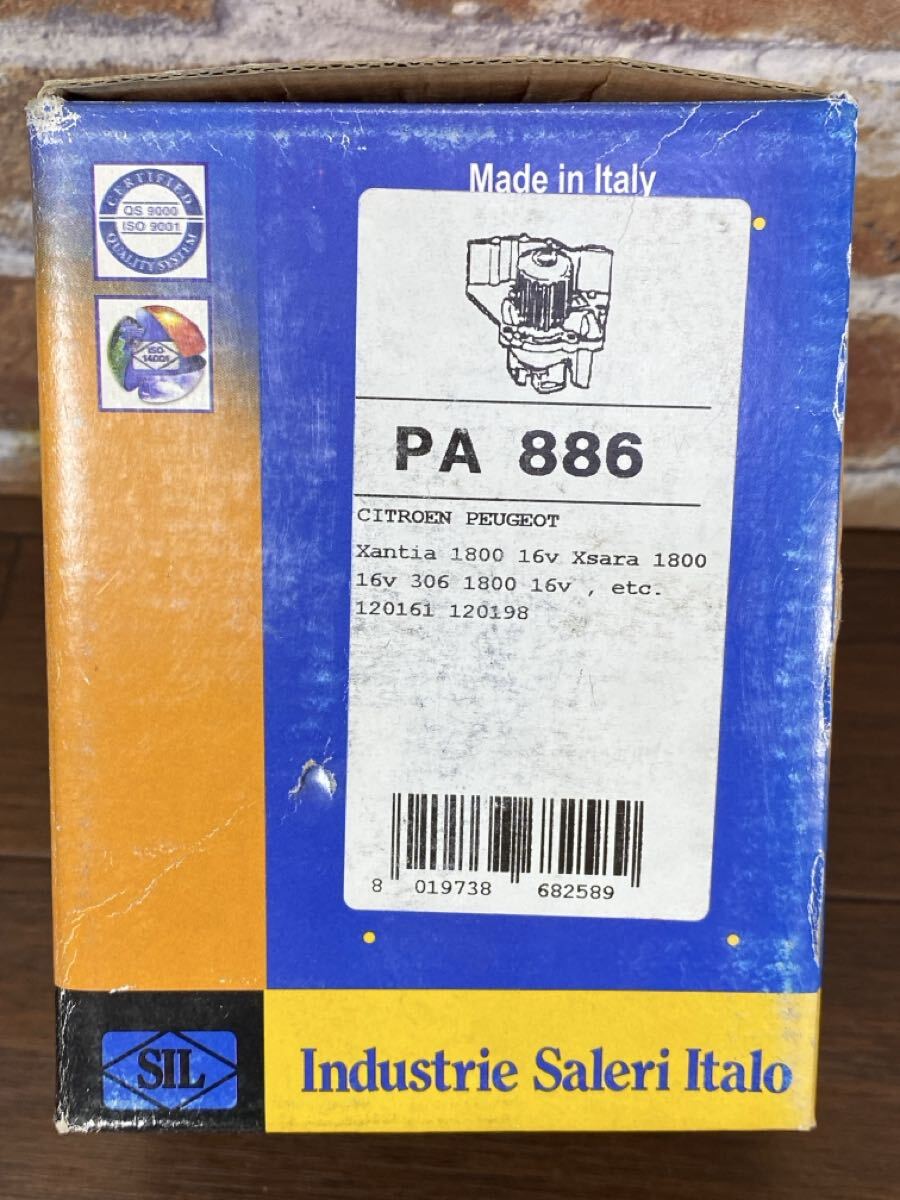 Made in Italy
CERTIFIED
QS 9000
ISO 9001
QUALITY SYSTEM
ISO
14001
PA 886
CITROEN PEUGEOT
Xantia 1800 16v Xsara 1800
16v 306 1800 16v , etc.
120161 120198
8 019738 682589
SIL
Industrie Saleri Italo